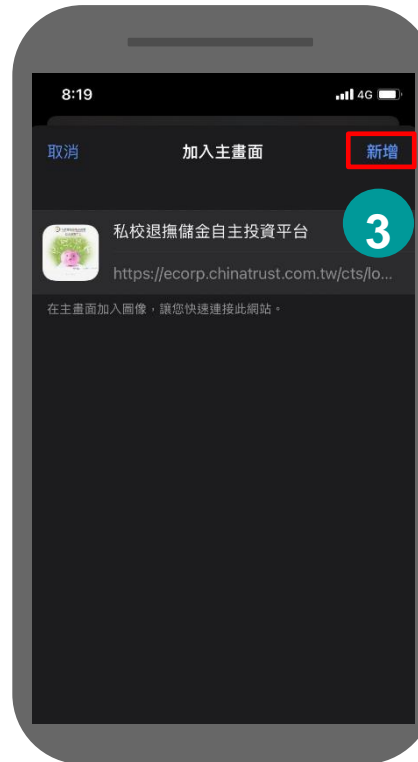 8:19
4G
取消
加入主畫面
新增
3
私校退撫儲金自主投資平台
https://ecorp.chinatrust.com.tw/cts/lo...
在主畫面加入圖像，讓您快速連接此網站。